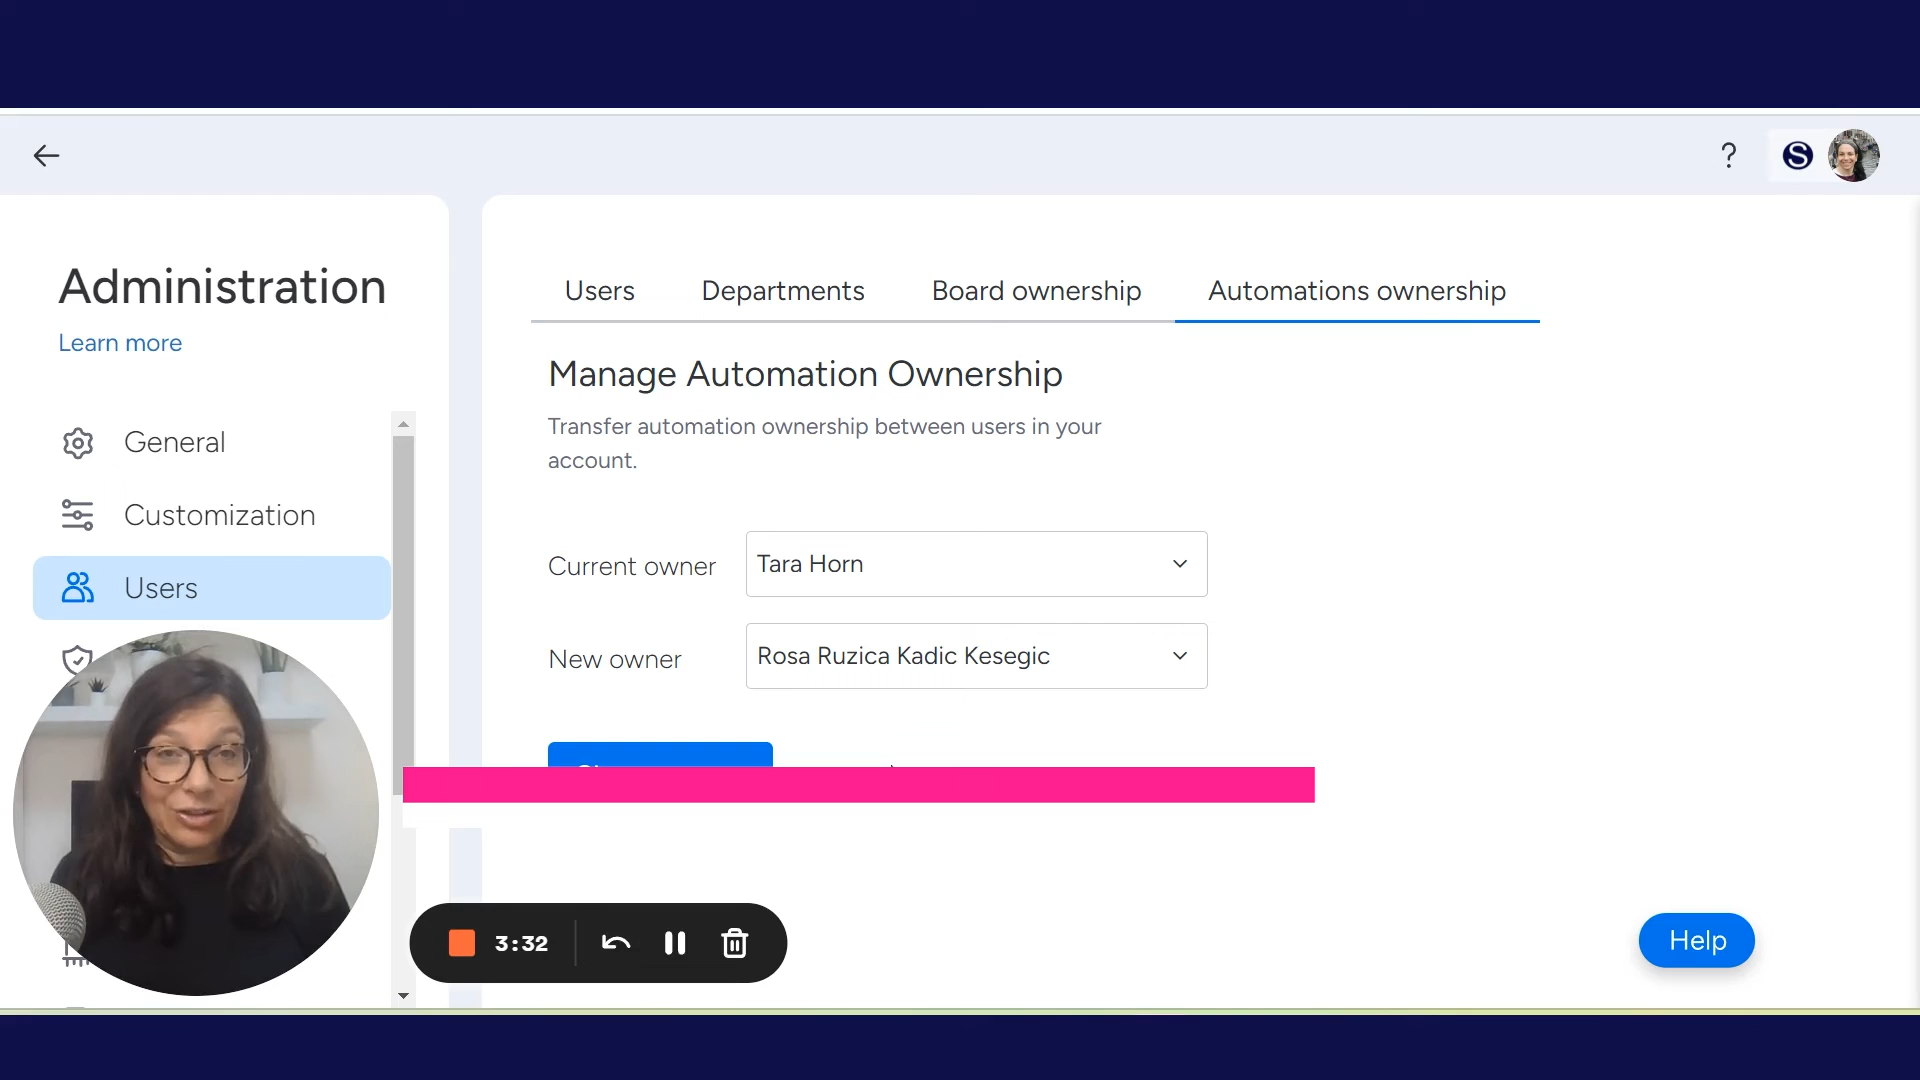 ?
S
Administration
Learn more
General
Customization
Users
Users
Departments
Board ownership
Automations ownership
Manage Automation Ownership
Transfer automation ownership between users in your
account.
Current owner
Tara Horn
New owner
Rosa Ruzica Kadic Kesegic
3:32
Help